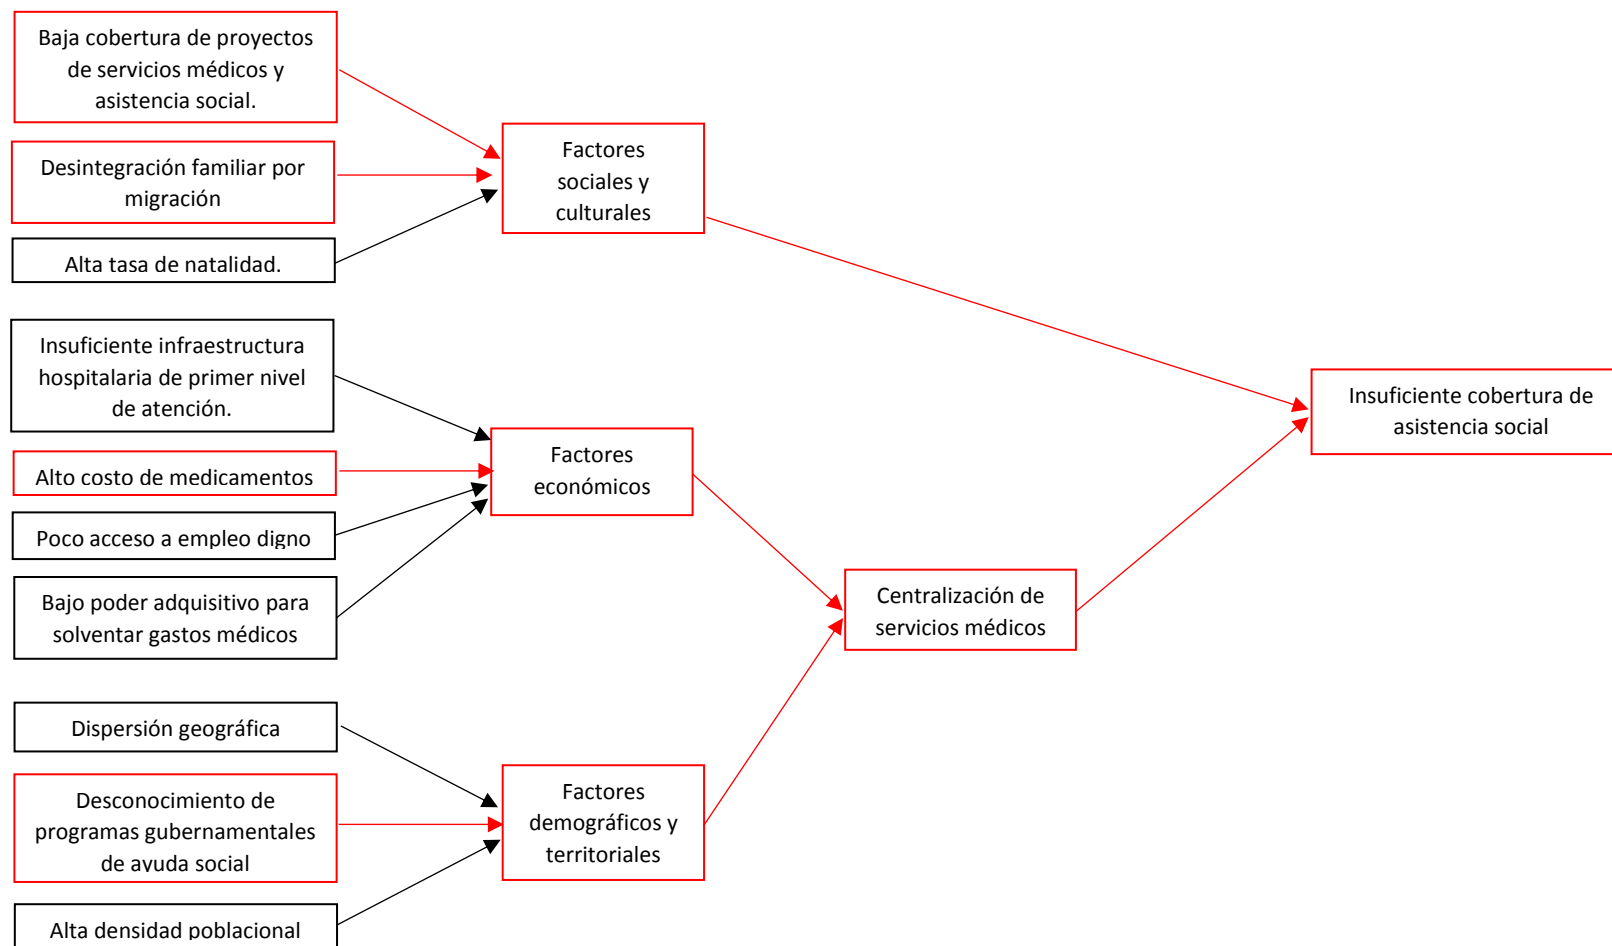 Baja cobertura de proyectos
de servicios médicos y
asistencia social.
Desintegración familiar por
migración
Alta tasa de natalidad.
Insuficiente infraestructura
hospitalaria de primer nivel
de atención.
Alto costo de medicamentos
Poco acceso a empleo digno
Bajo poder adquisitivo para
solventar gastos médicos
Dispersión geográfica
Desconocimiento de
programas gubernamentales
de ayuda social
Alta densidad poblacional
Factores
sociales y
culturales
Factores
económicos
Factores
demográficos y
territoriales
Centralización de
servicios médicos
Insuficiente cobertura de
asistencia social